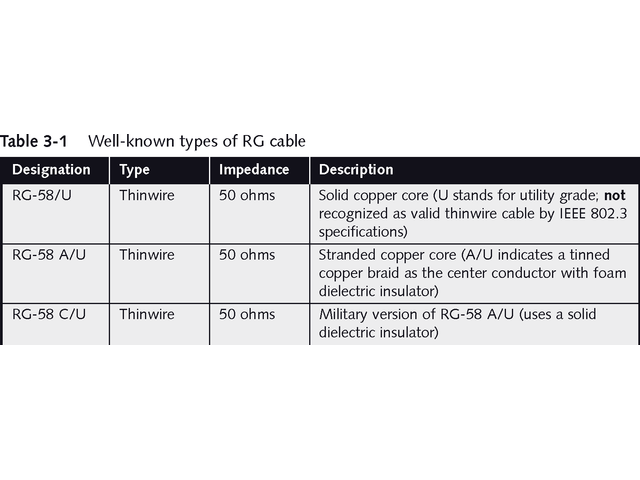 Table 3-1 Well-known types of RG cable
Designation Type Impedance Description
RG-58/U Thinwire 50 ohms Solid copper core (U stands for utility grade; not
recognized as valid thinwire cable by IEEE 802.3
specifications)
RG-58 A/U Thinwire 50 ohms Stranded copper core (A/U indicates a tinned
copper braid as the center conductor with foam
dielectric insulator)
RG-58 C/U Thinwire 50 ohms Military version of RG-58 A/U (uses a solid
dielectric insulator)